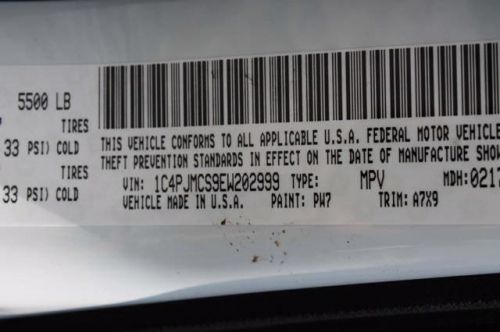 5500 LB
TIRES
33 PSI) COLD
TIRES
33 PSI) COLD
THIS VEHICLE CONFORMS TO ALL APPLICABLE U.S.A. FEDERAL MOTOR VEHICLE
THEFT PREVENTION STANDARDS IN EFFECT ON THE DATE OF MANUFACTURE SHOW
VIN: 1C4PJMCS9EW202999 TYPE: MPV MDH:0217
VEHICLE MADE IN U.S.A. PAINT: PW7 TRIM: A7X9